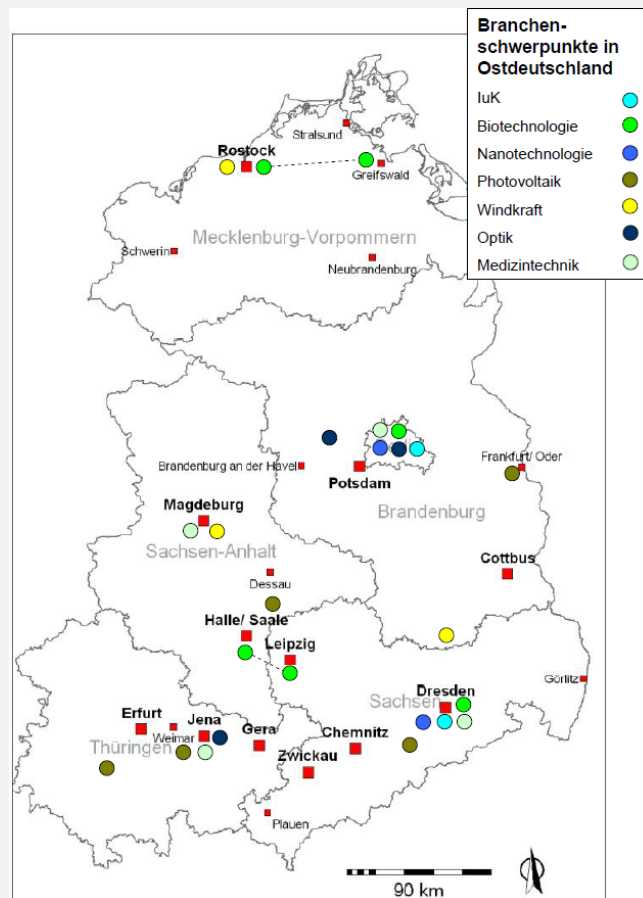 Branchen-
schwerpunkte in
Ostdeutschland
IuK
Biotechnologie
Nanotechnologie
Photovoltaik
Windkraft
Optik
Medizintechnik
Stralsund
Rostock
Greifswald
Mecklenburg-Vorpommern
Schwerin
Neubrandenburg
Brandenburg an der Havel
Frankfurt/ Oder
Potsdam
Magdeburg
Brandenburg
Sachsen-Anhalt
Cottbus
Dessau
Halle/ Saale
Leipzig
Görlitz
Sachsen
Dresden
Erfurt
Jena
Weimar
Gera
Chemnitz
Thüringen
Zwickau
Plauen
90 km